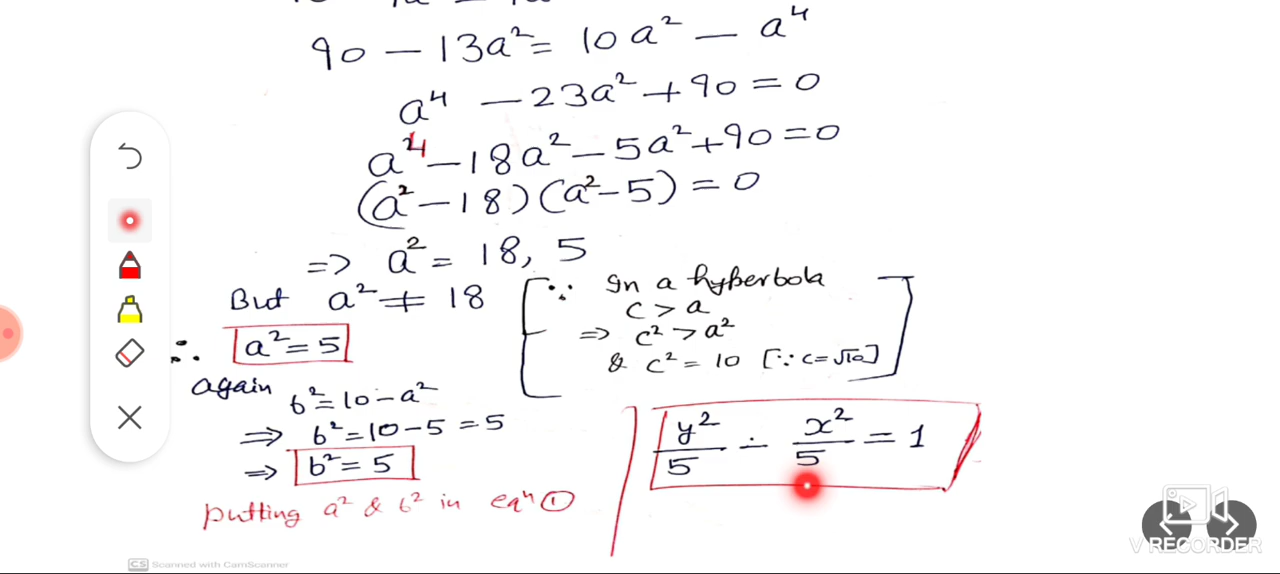 90 – 13a² = 10a² – a⁴
a⁴ – 23a² + 90 = 0
a⁴ – 18a² – 5a² + 90 = 0
(a² – 18) (a² – 5) = 0
=> a² = 18, 5
But a² ≠ 18
∴ a² = 5
[∵ In a hyperbola
c > a
=> c² > a²
& c² = 10 [∵ c = √10]]
again b² = 10 – a²
=> b² = 10 – 5 = 5
=> b² = 5
putting a² & b² in eqⁿ ①
y²/5 – x²/5 = 1
V RECORDER
CS Scanned with CamScanner